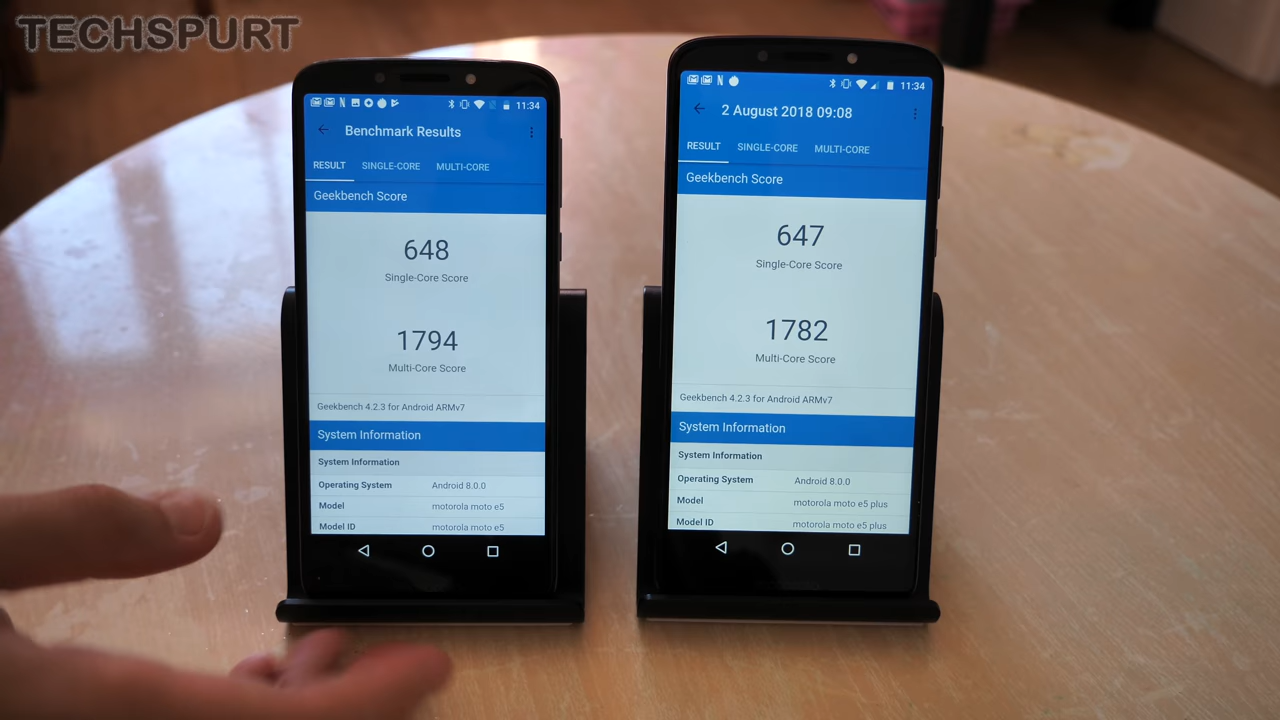 TECHSPURT
11:34
Benchmark Results
RESULT SINGLE-CORE MULTI-CORE
Geekbench Score
648
Single-Core Score
1794
Multi-Core Score
Geekbench 4.2.3 for Android ARMv7
System Information
System Information
Operating System Android 8.0.0
Model motorola moto e5
Model ID motorola moto e5
N 11:34
2 August 2018 09:08
RESULT SINGLE-CORE MULTI-CORE
Geekbench Score
647
Single-Core Score
1782
Multi-Core Score
Geekbench 4.2.3 for Android ARMv7
System Information
System Information
Operating System Android 8.0.0
Model motorola moto e5 plus
Model ID motorola moto e5 plus